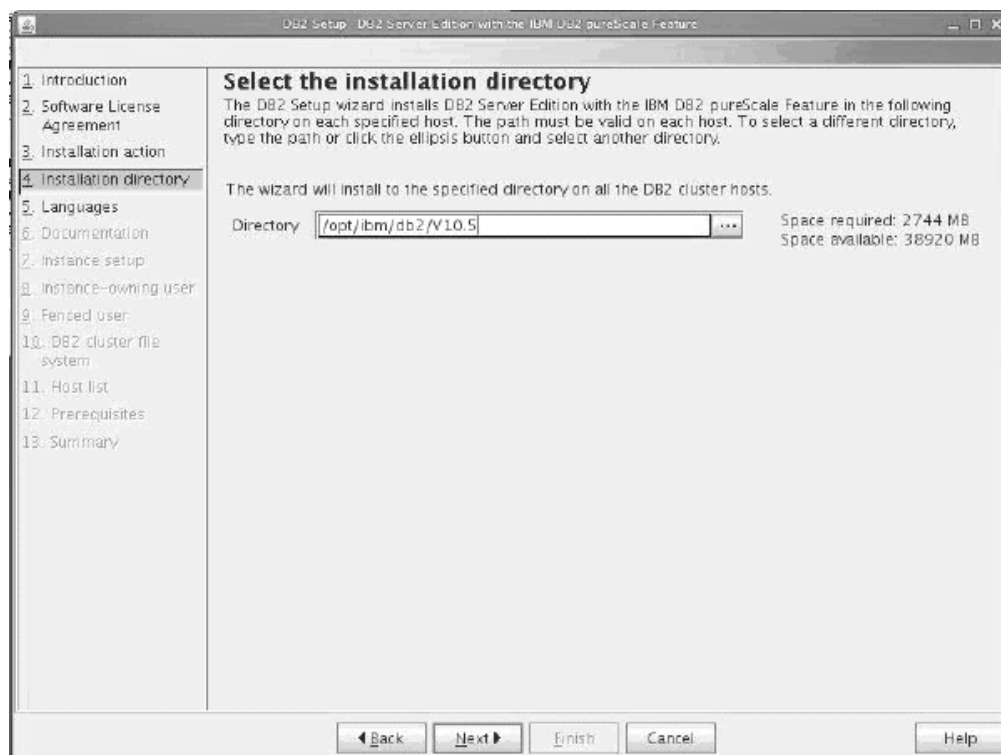 DB2 Setup - DB2 Server Edition with the IBM DB2 pureScale Feature
1. Introduction
2. Software License
Agreement
3. Installation action
4. Installation directory
5. Languages
6. Documentation
7. Instance setup
8. Instance-owning user
9. Fenced user
10. DB2 cluster file
system
11. Host list
12. Prerequisites
13. Summary
Select the installation directory
The DB2 Setup wizard installs DB2 Server Edition with the IBM DB2 pureScale Feature in the following
directory on each specified host. The path must be valid on each host. To select a different directory,
type the path or click the ellipsis button and select another directory.
The wizard will install to the specified directory on all the DB2 cluster hosts.
Directory /opt/ibm/db2/V10.5 ...
Space required: 2744 MB
Space available: 38920 MB
Back Next Finish Cancel Help